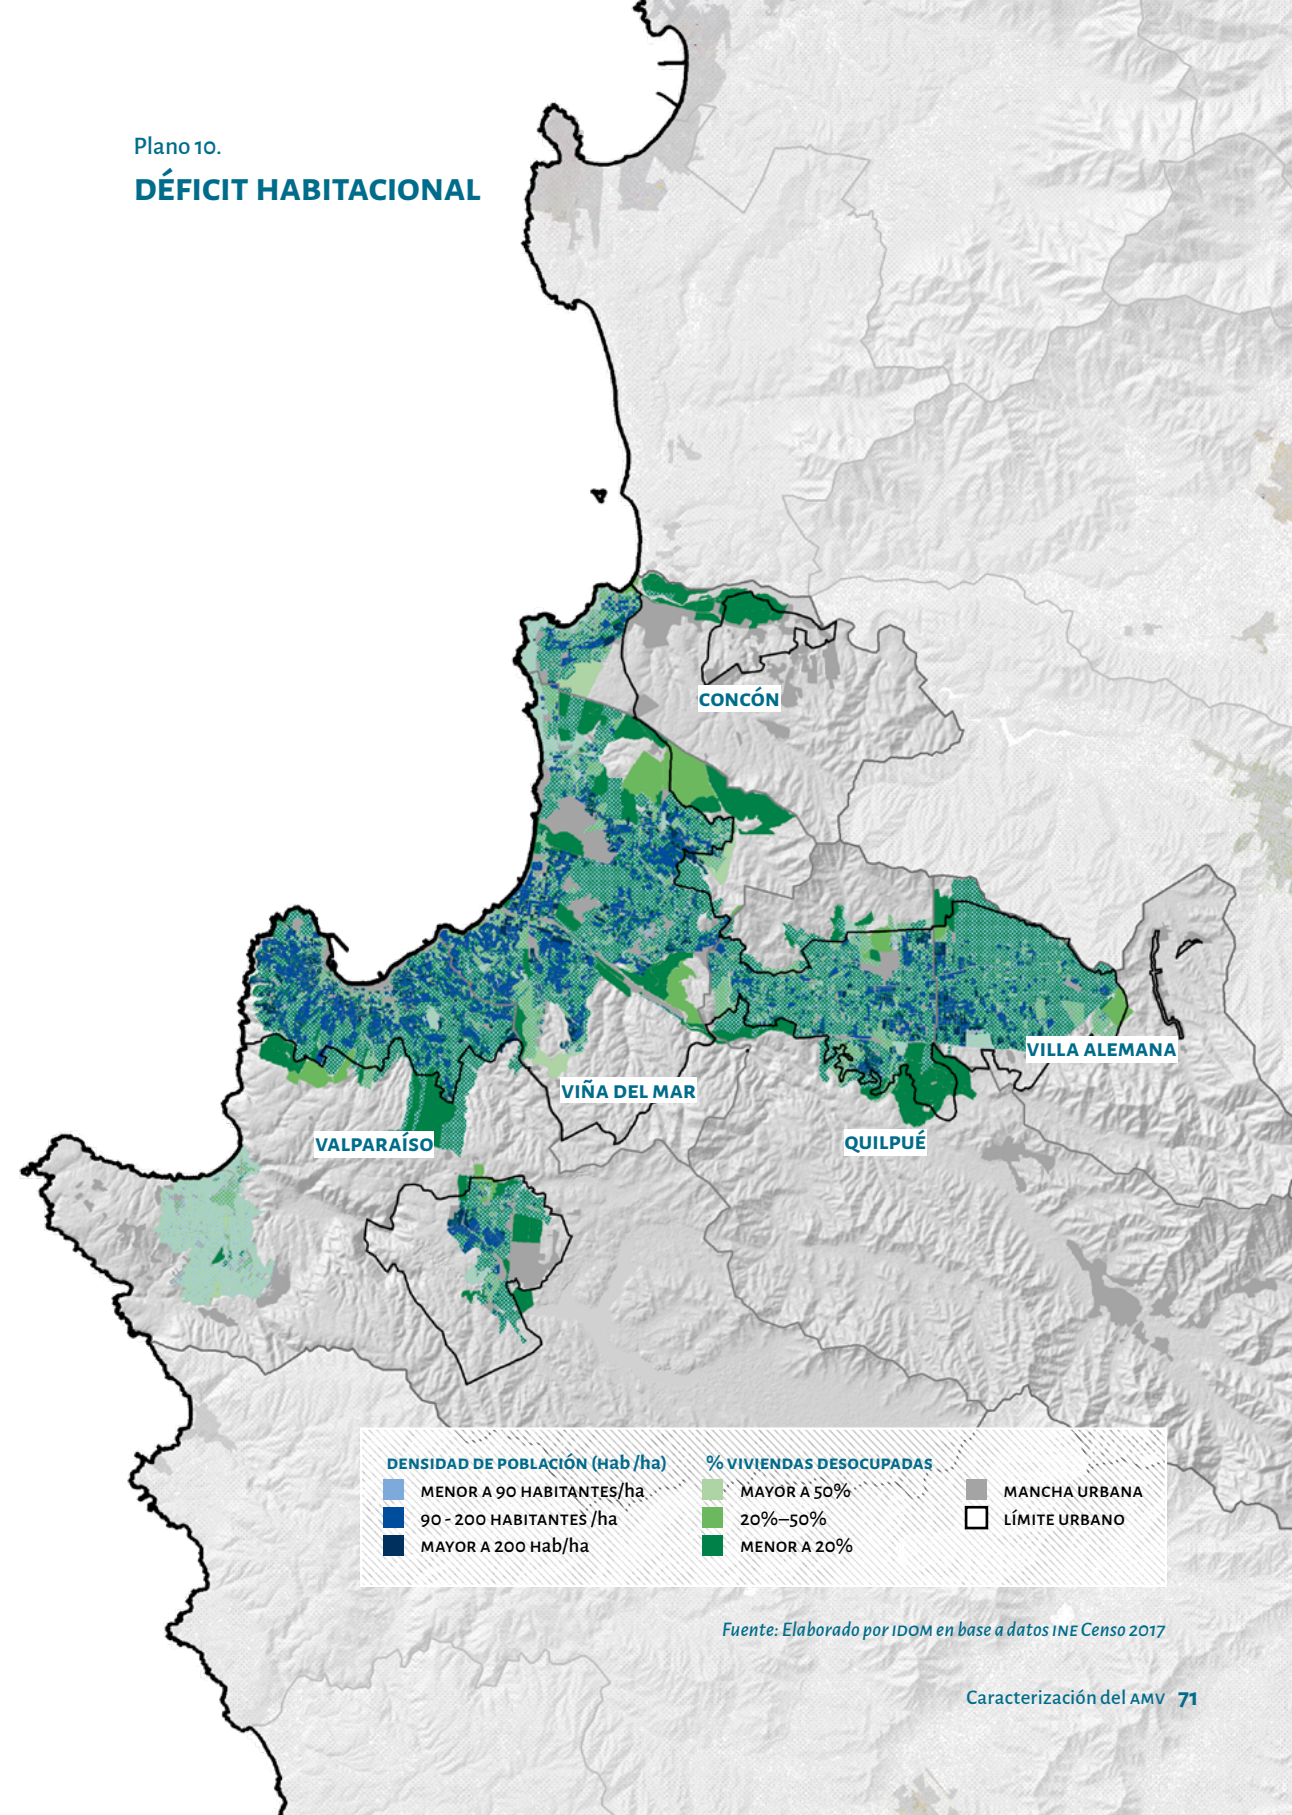 Plano 10.
DÉFICIT HABITACIONAL
CONCÓN
VILLA ALEMANA
VIÑA DEL MAR
VALPARAÍSO
QUILPUÉ
DENSIDAD DE POBLACIÓN (Hab /ha)
MENOR A 90 HABITANTES/ha
90 - 200 HABITANTES /ha
MAYOR A 200 Hab/ha
% VIVIENDAS DESOCUPADAS
MAYOR A 50%
20%–50%
MENOR A 20%
MANCHA URBANA
LÍMITE URBANO
Fuente: Elaborado por IDOM en base a datos INE Censo 2017
Caracterización del AMV 71